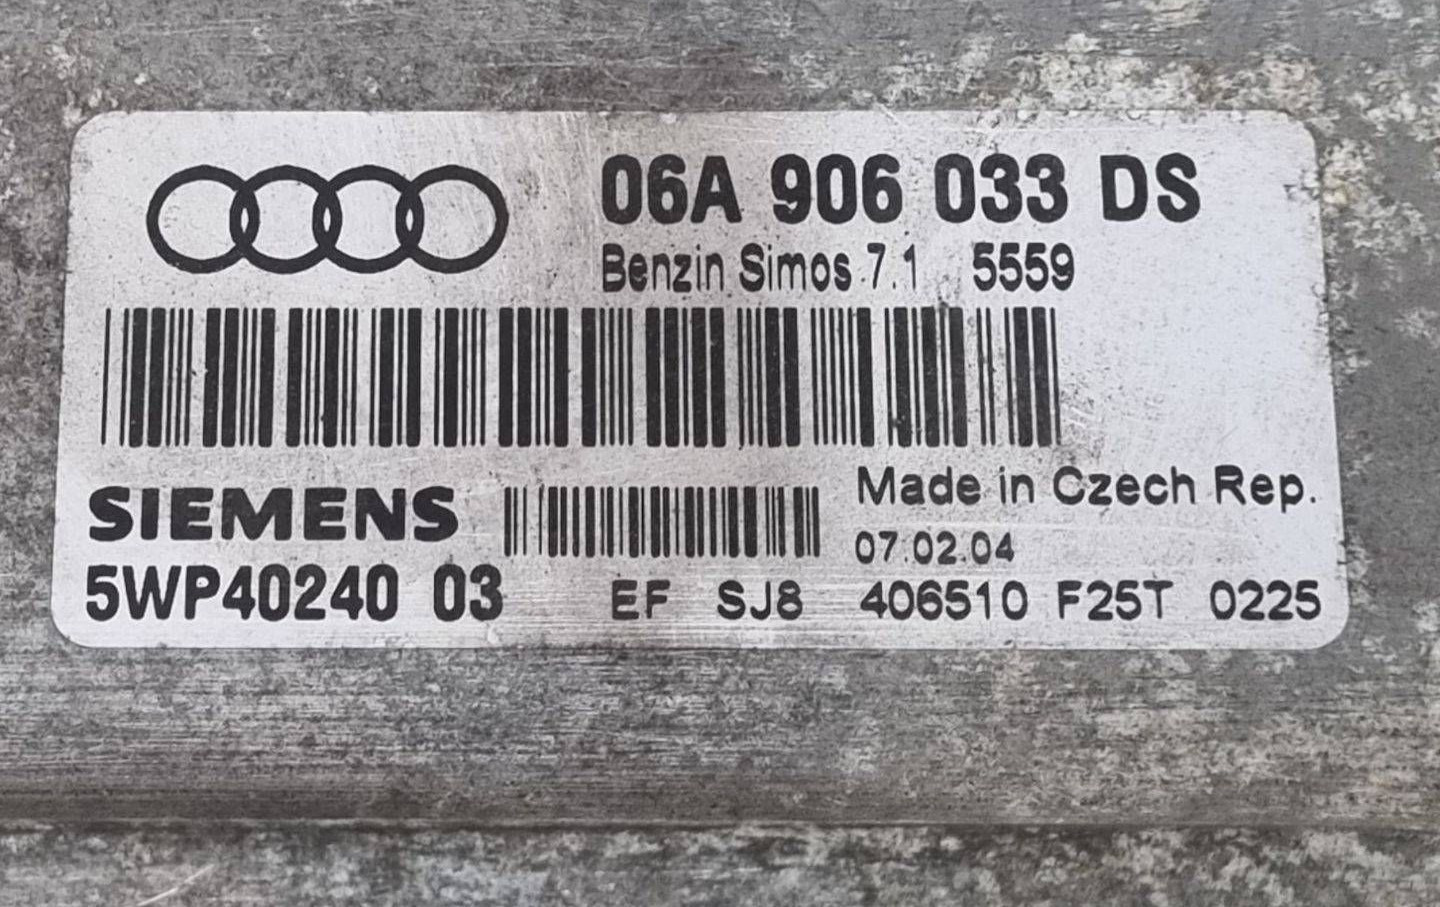 06A 906 033 DS
Benzin Simos 7.1 5559
SIEMENS
Made in Czech Rep.
07.02.04
5WP40240 03 EF SJ8 406510 F25T 0225